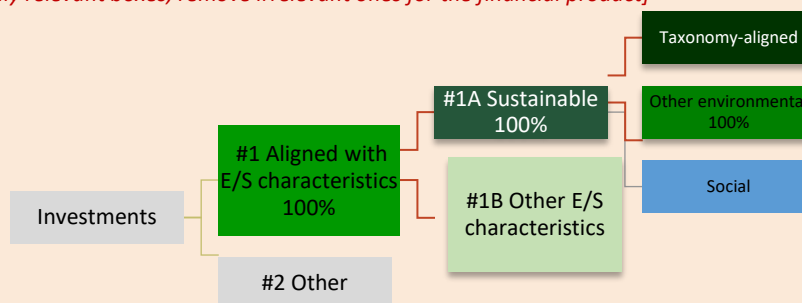 relevant boxes, remove irrelevant ones for the financial product]
Taxonomy-aligned
#1A Sustainable
100%
Other environmenta
100%
#1 Aligned with
E/S characteristics
100%
#1B Other E/S
characteristics
Social
Investments
#2 Other